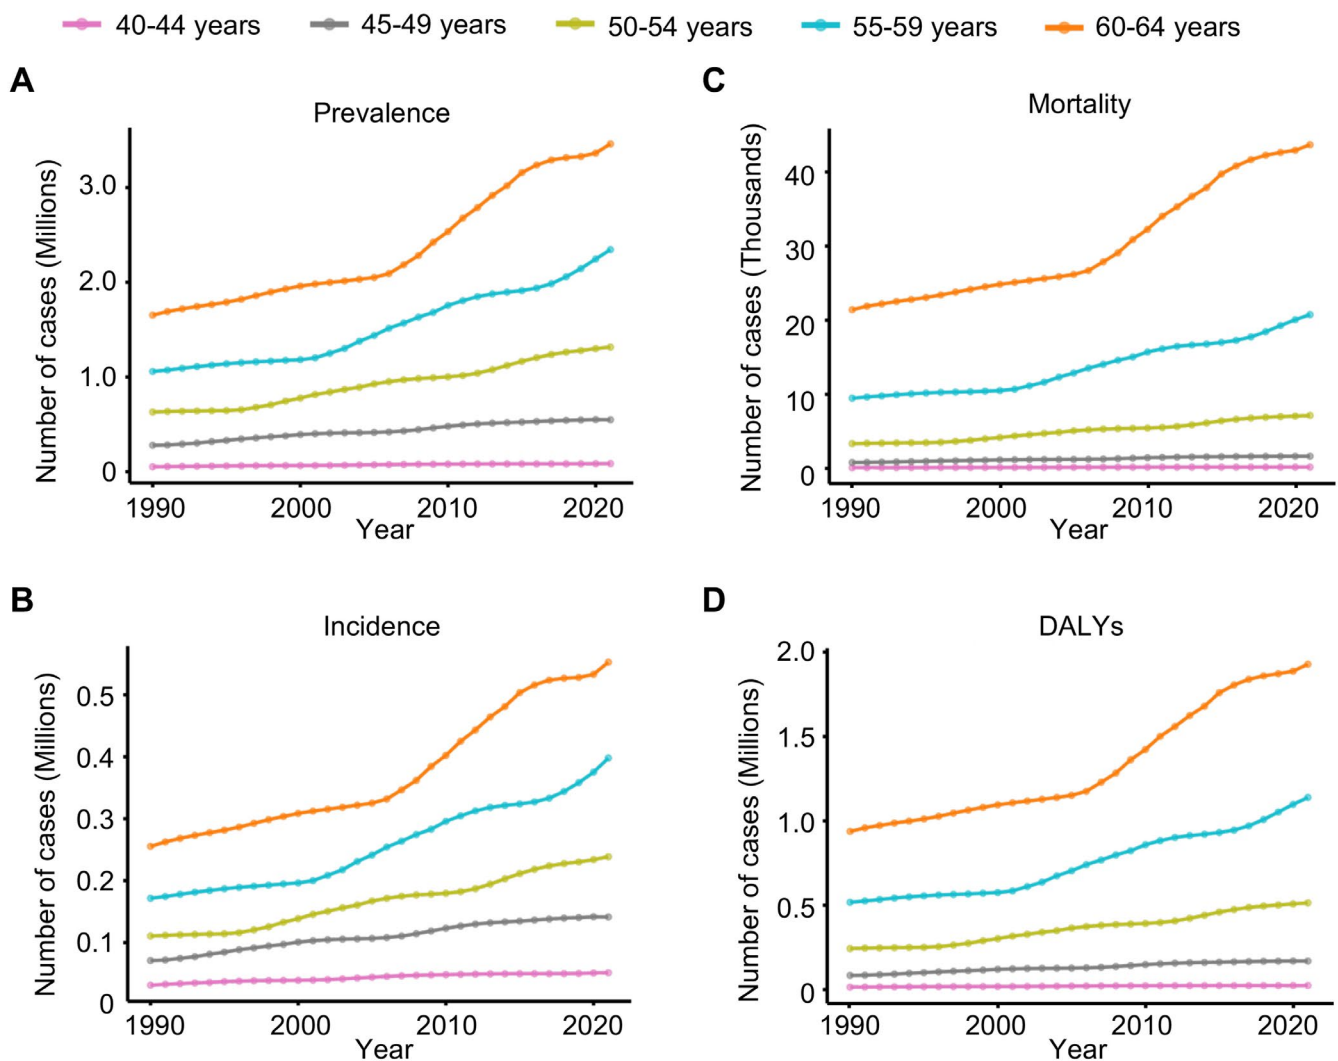 40-44 years 45-49 years 50-54 years 55-59 years 60-64 years
A
Prevalence
Number of cases (Millions)
3.0
2.0
1.0
0
1990 2000 2010 2020
Year
C
Mortality
Number of cases (Thousands)
40
30
20
10
0
1990 2000 2010 2020
Year
B
Incidence
Number of cases (Millions)
0.5
0.4
0.3
0.2
0.1
0
1990 2000 2010 2020
Year
D
DALYs
Number of cases (Millions)
2.0
1.5
1.0
0.5
0
1990 2000 2010 2020
Year